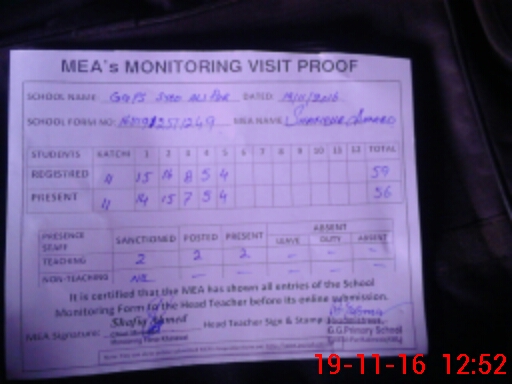 MEA's MONITORING VISIT PROOF
SCHOOL NAME: GGPS Syed Ali Pur DATED: 19/11/2016
SCHOOL FORM NO: MEA NAME:
STUDENTS KATCHI 1 2 3 4 5 6 7 8 9 10 11 12 TOTAL
REGISTRED 11 15 16 8 5 4 59
PRESENT 11 14 15 7 5 4 56
PRESENCE STAFF SANCTIONED POSTED PRESENT ABSENT
LEAVE DUTY ABSENT
TEACHING 2 2 2 - - -
NON-TEACHING NIL - - - - -
It is certified that the MEA has shown all entries of the School
Monitoring Form to the Head Teacher before its online submission.
MEA Signature: Shafiq Ahmed Head Teacher Sign & Stamp
G.G.Primary School
19-11-16 12:52